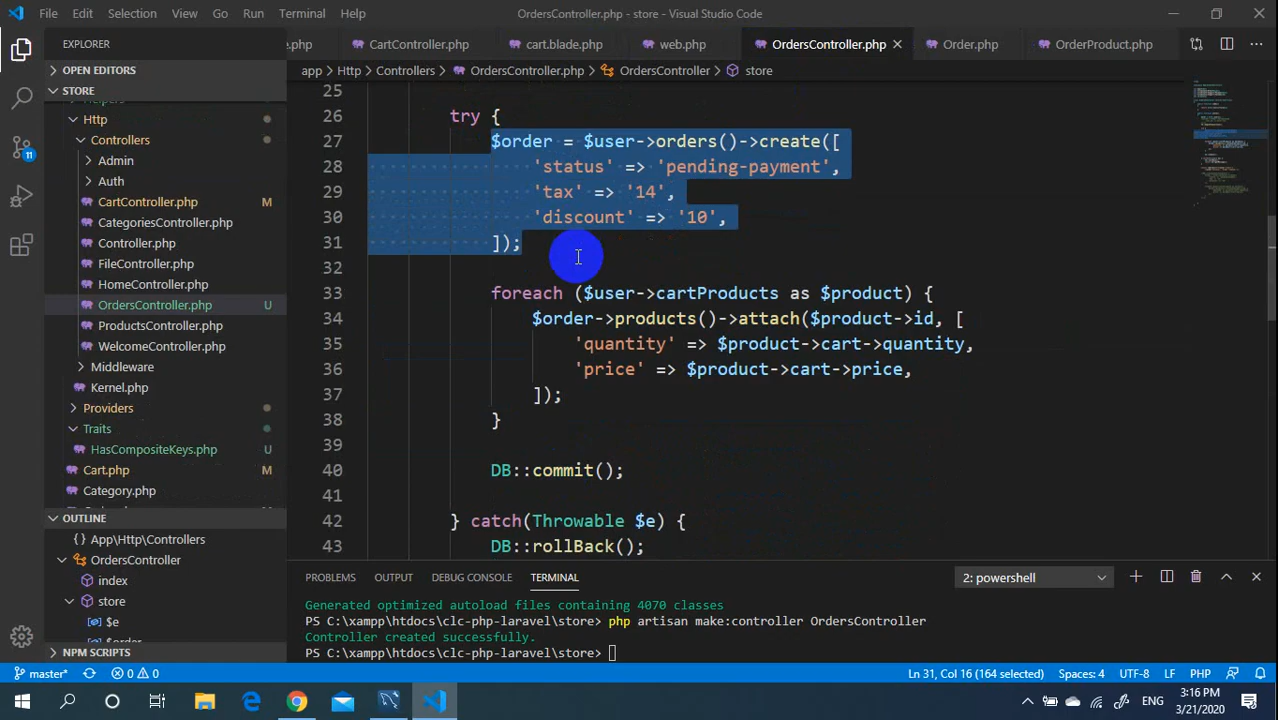 File Edit Selection View Go Run Terminal Help OrdersController.php - store - Visual Studio Code
EXPLORER
e.php CartController.php cart.blade.php web.php OrdersController.php Order.php OrderProduct.php
OPEN EDITORS
app > Http > Controllers > OrdersController.php > OrdersController > store
STORE
Helpers
Http
Controllers
Admin
Auth
CartController.php M
CategoriesController.php
Controller.php
FileController.php
HomeController.php
OrdersController.php U
ProductsController.php
WelcomeController.php
Middleware
Kernel.php
Providers
Traits
HasCompositeKeys.php U
Cart.php M
Category.php
OUTLINE
{} App\Http\Controllers
OrdersController
index
store
$e
$order
NPM SCRIPTS
11
25
26 try {
27 $order = $user->orders()->create([
28 'status' => 'pending-payment',
29 'tax' => '14',
30 'discount' => '10',
31 ]);
32
33 foreach ($user->cartProducts as $product) {
34 $order->products()->attach($product->id, [
35 'quantity' => $product->cart->quantity,
36 'price' => $product->cart->price,
37 ]);
38 }
39
40 DB::commit();
41
42 } catch(Throwable $e) {
43 DB::rollBack();
PROBLEMS OUTPUT DEBUG CONSOLE TERMINAL 2: powershell
Generated optimized autoload files containing 4070 classes
PS C:\xampp\htdocs\clc-php-laravel\store> php artisan make:controller OrdersController
Controller created successfully.
PS C:\xampp\htdocs\clc-php-laravel\store>
master* 0 0 Ln 31, Col 16 (164 selected) Spaces: 4 UTF-8 LF PHP
ENG 3:16 PM
3/21/2020